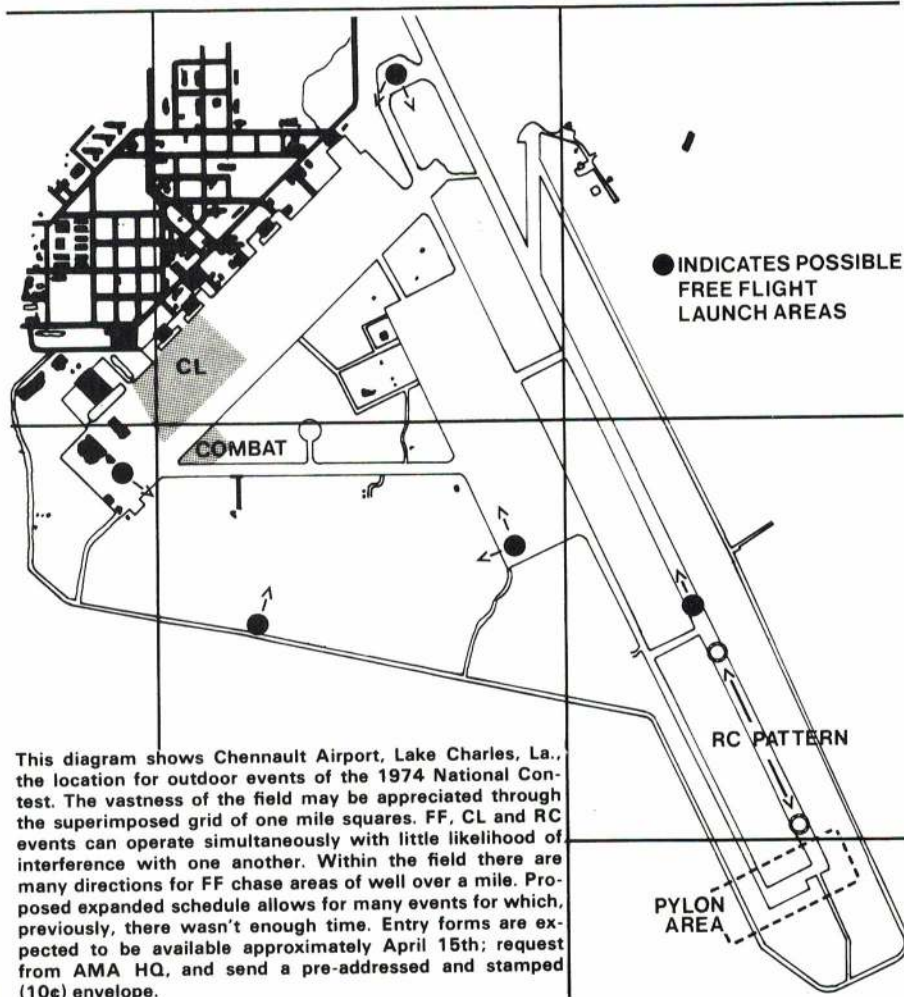 ● INDICATES POSSIBLE
FREE FLIGHT
LAUNCH AREAS
CL
COMBAT
RC PATTERN
PYLON
AREA
This diagram shows Chennault Airport, Lake Charles, La.,
the location for outdoor events of the 1974 National Con-
test. The vastness of the field may be appreciated through
the superimposed grid of one mile squares. FF, CL and RC
events can operate simultaneously with little likelihood of
interference with one another. Within the field there are
many directions for FF chase areas of well over a mile. Pro-
posed expanded schedule allows for many events for which,
previously, there wasn't enough time. Entry forms are ex-
pected to be available approximately April 15th; request
from AMA HQ, and send a pre-addressed and stamped
(10¢) envelope.